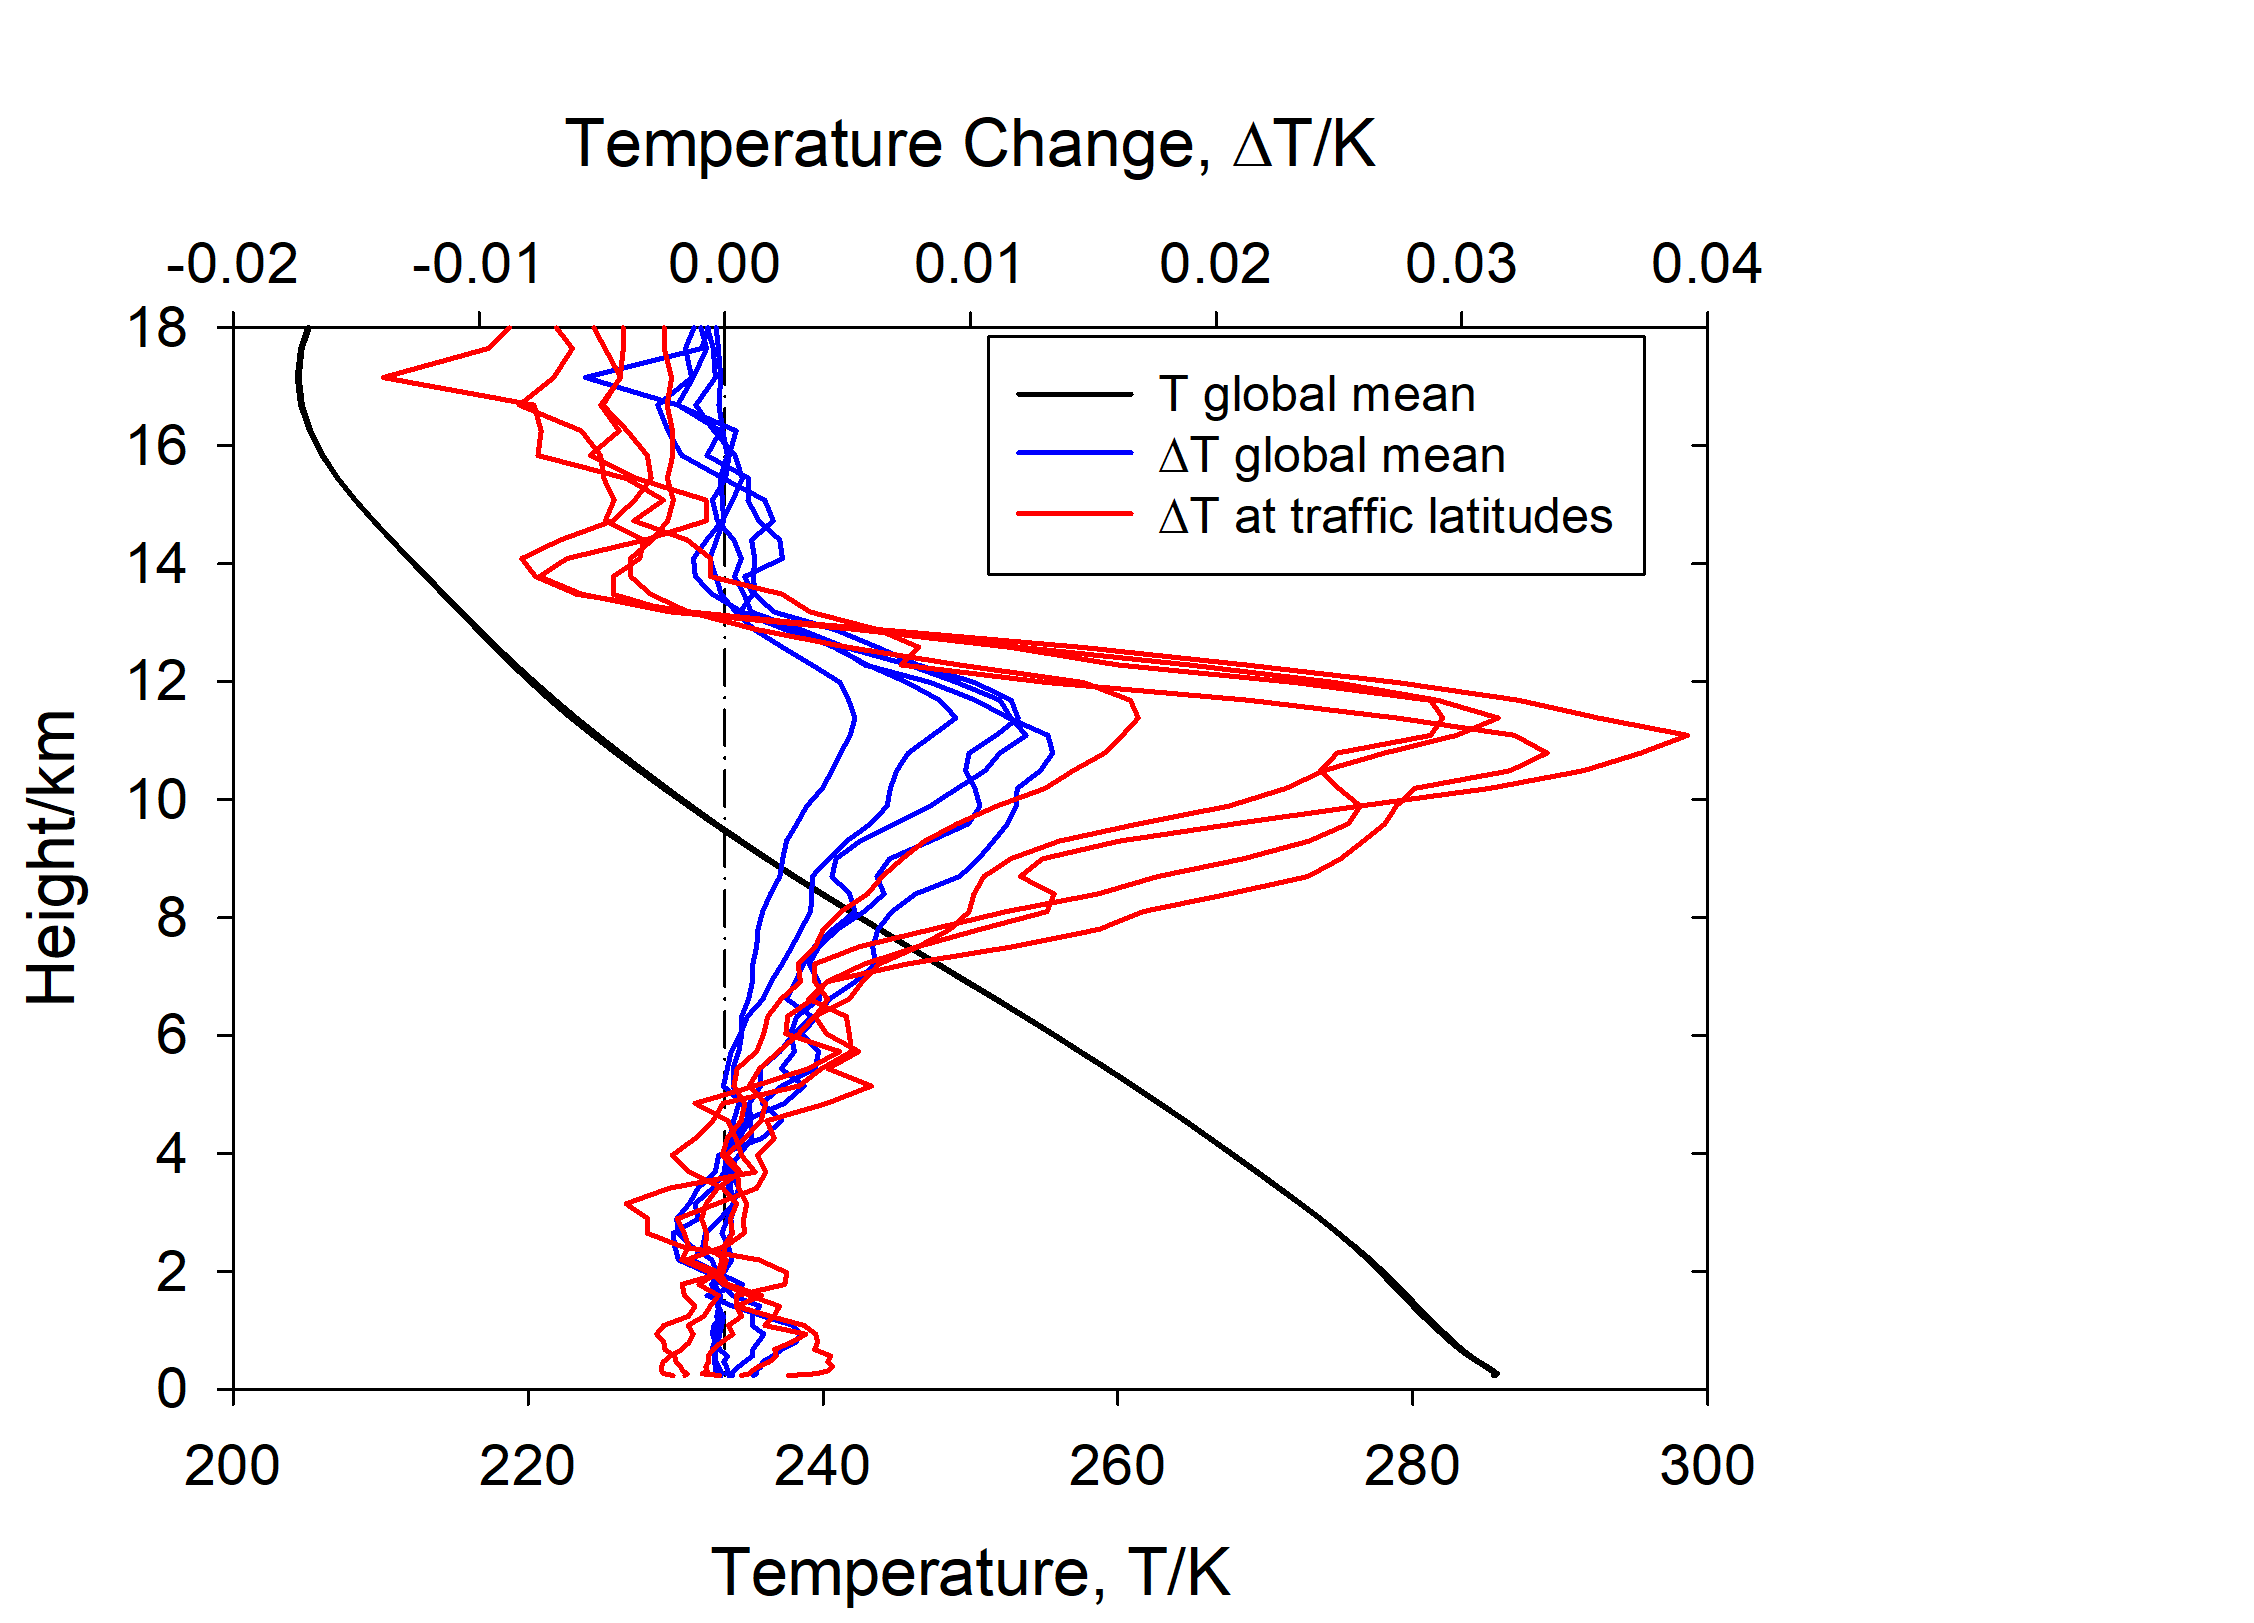 Temperature Change, ΔT/K
-0.02 -0.01 0.00 0.01 0.02 0.03 0.04
18
16
14
12
10
8
6
4
2
0
Height/km
T global mean
ΔT global mean
ΔT at traffic latitudes
200 220 240 260 280 300
Temperature, T/K